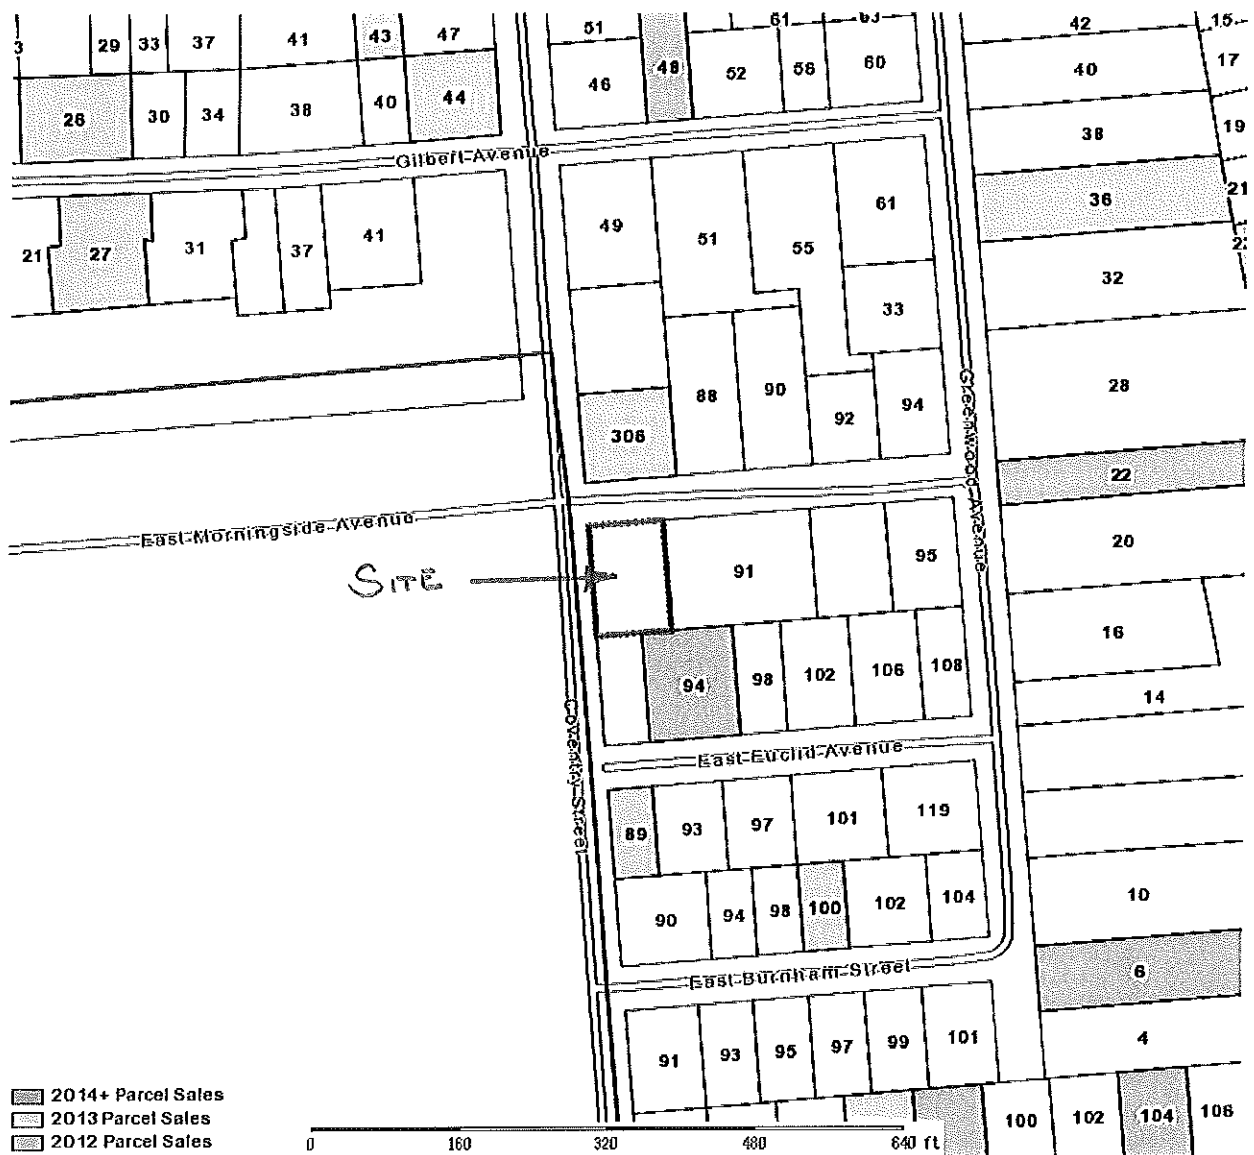 3 29 33 37 41 43 47
51 61 63
42 15
26 30 34 38 40 44
46 48 52 56 60
40 17
38 19
Gilbert Avenue
21 27 31 37 41
49 51 55 61
36 21
32
33
28
306 88 90 92 94
22
Greenwood Avenue
East Morningside Avenue
SITE
91 95
20
16
94 98 102 106 108
14
Coventry Street
East Euclid Avenue
89 93 97 101 119
90 94 98 100 102 104
10
East Burnham Street
6
91 93 95 97 99 101
4
100 102 104 106
2014+ Parcel Sales
2013 Parcel Sales
2012 Parcel Sales
0 160 320 480 640 ft